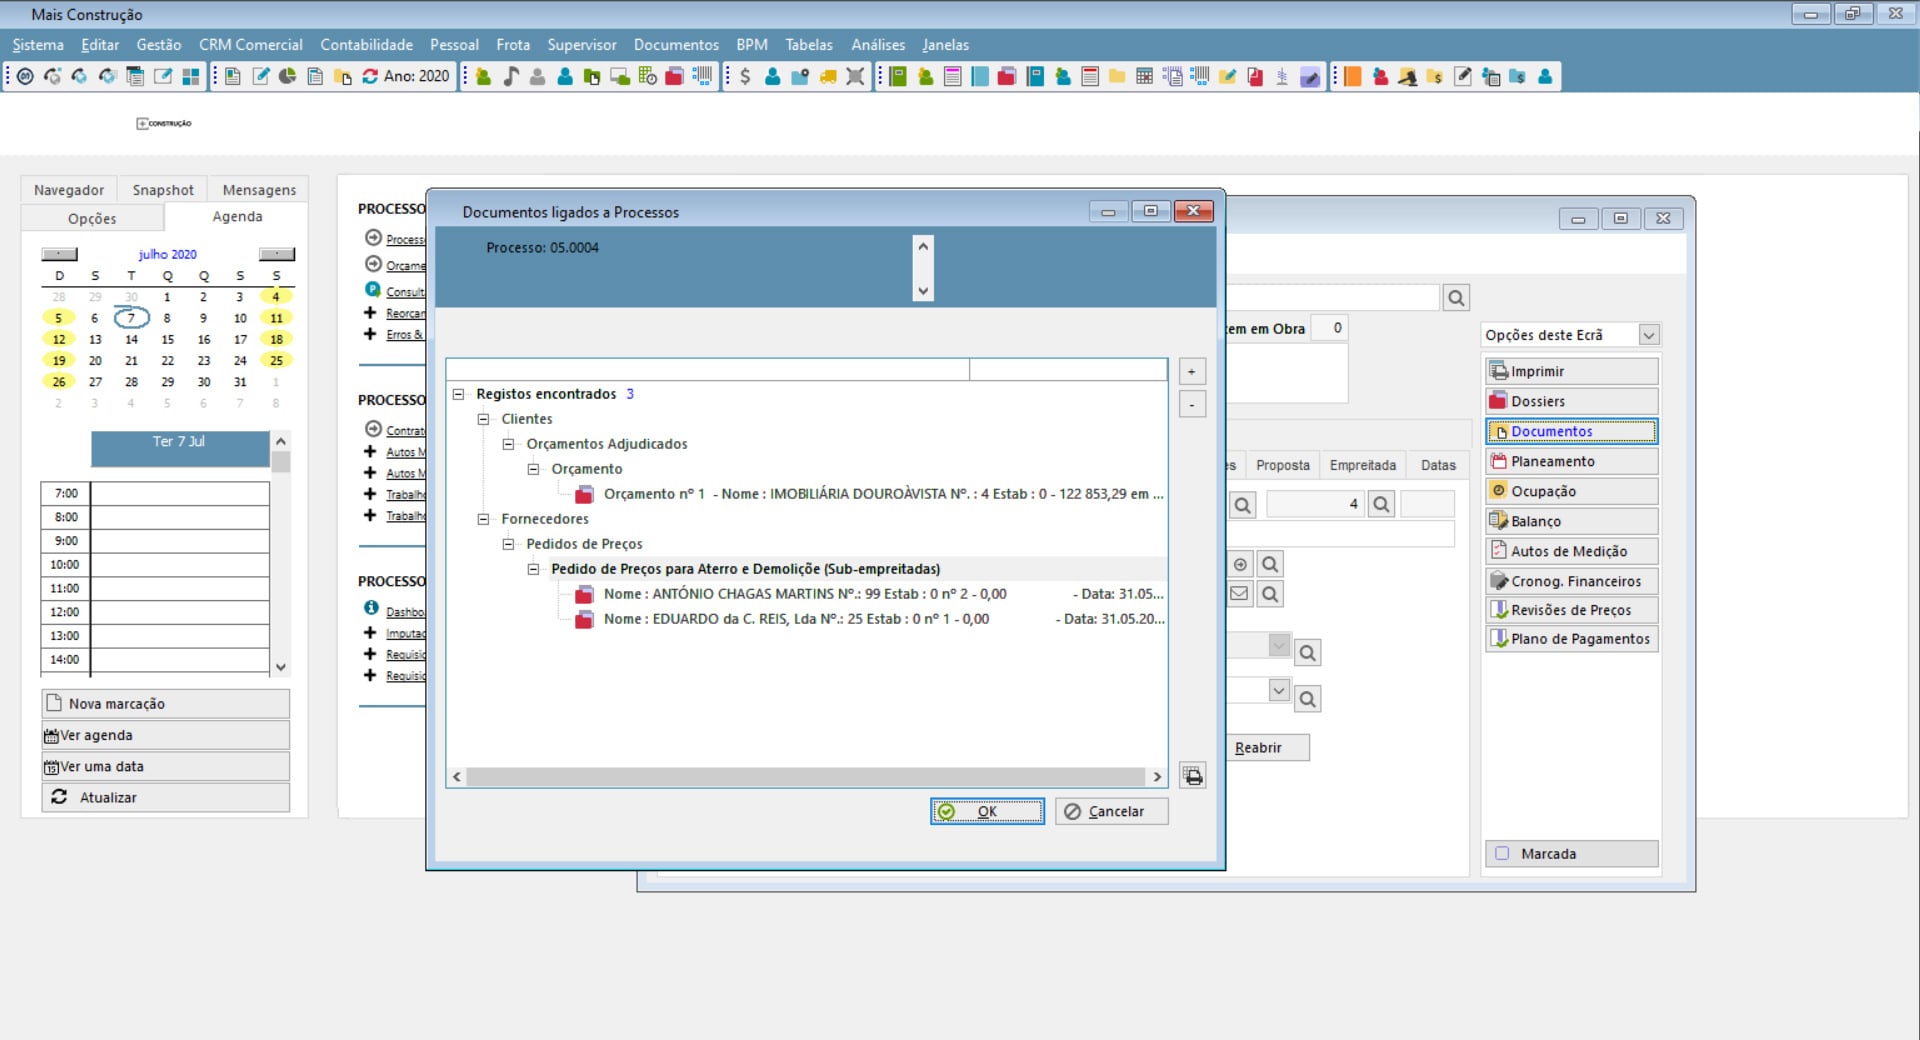 Mais Construção
Sistema Editar Gestão CRM Comercial Contabilidade Pessoal Frota Supervisor Documentos BPM Tabelas Análises Janelas
Ano: 2020
CONSTRUÇÃO
Navegador Snapshot Mensagens
Opções Agenda
julho 2020
D S T Q Q S S
28 29 30 1 2 3 4
5 6 7 8 9 10 11
12 13 14 15 16 17 18
19 20 21 22 23 24 25
26 27 28 29 30 31 1
2 3 4 5 6 7 8
Ter 7 Jul
7:00
8:00
9:00
10:00
11:00
12:00
13:00
14:00
Nova marcação
Ver agenda
Ver uma data
Atualizar
PROCESSO
Process
Orçame
Consult
Reorçan
Erros &
PROCESSO
Contrat
Autos M
Autos M
Trabalh
Trabalh
PROCESSO
Dashbo
Imputac
Requisic
Requisic
Documentos ligados a Processos
Processo: 05.0004
+
-
Registos encontrados 3
Clientes
Orçamentos Adjudicados
Orçamento
Orçamento nº 1 - Nome : IMOBILIÁRIA DOUROÀVISTA Nº. : 4 Estab : 0 - 122 853,29 em ...
Fornecedores
Pedidos de Preços
Pedido de Preços para Aterro e Demolição (Sub-empreitadas)
Nome : ANTÓNIO CHAGAS MARTINS Nº.: 99 Estab : 0 nº 2 - 0,00 - Data: 31.05...
Nome : EDUARDO da C. REIS, Lda Nº.: 25 Estab : 0 nº 1 - 0,00 - Data: 31.05.20...
OK Cancelar
em em Obra 0
es Proposta Empreitada Datas
4
Reabrir
Opções deste Ecrã
Imprimir
Dossiers
Documentos
Planeamento
Ocupação
Balanço
Autos de Medição
Cronog. Financeiros
Revisões de Preços
Plano de Pagamentos
Marcada